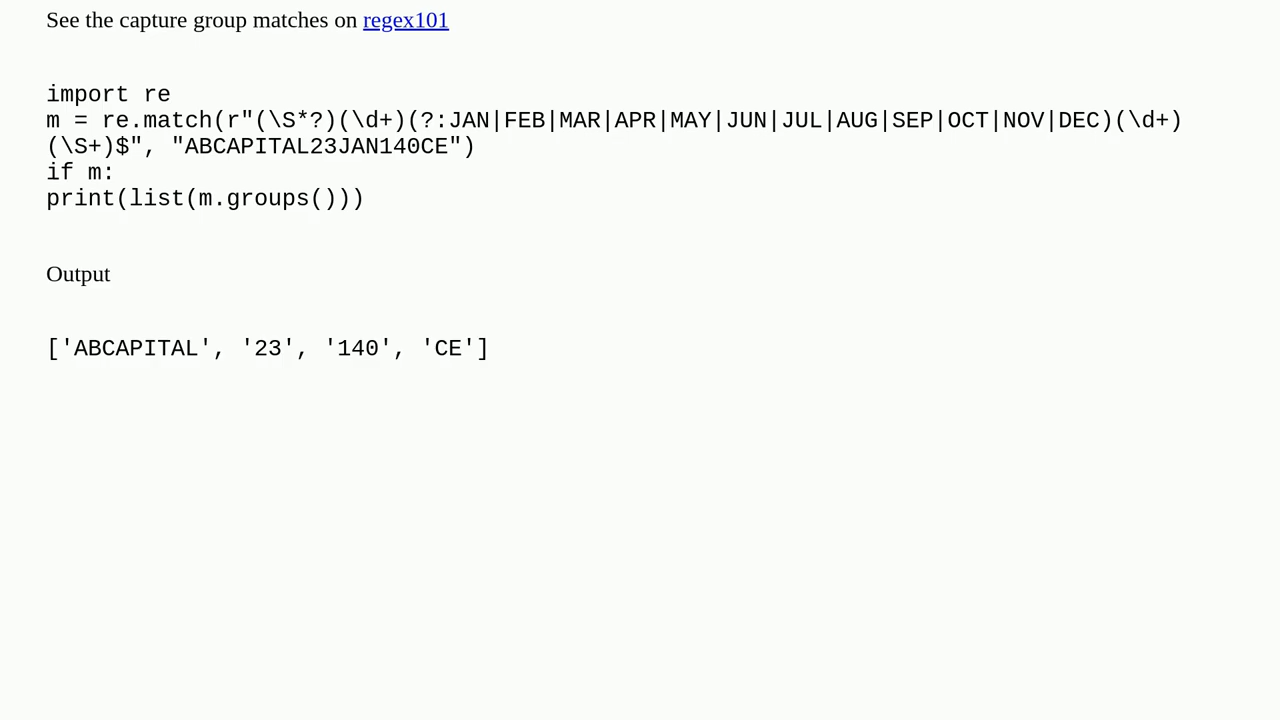 See the capture group matches on regex101
import re
m = re.match(r"(\S*?)(\d+)(?:JAN|FEB|MAR|APR|MAY|JUN|JUL|AUG|SEP|OCT|NOV|DEC)(\d+)
(\S+)$", "ABCAPITAL23JAN140CE")
if m:
print(list(m.groups()))
Output
['ABCAPITAL', '23', '140', 'CE']